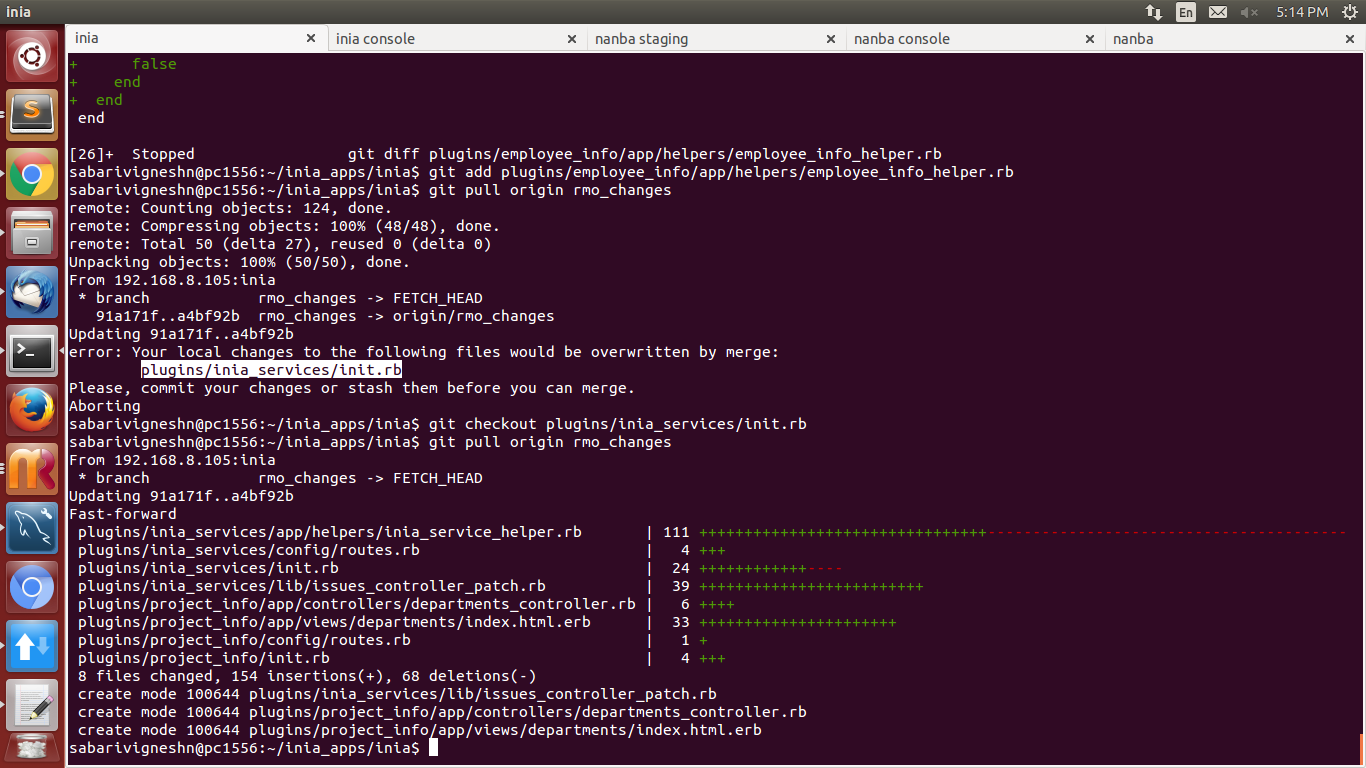 inia
En
5:14 PM
inia
inia console
nanba staging
nanba console
nanba
+      false
+    end
+  end
 end
[26]+  Stopped                 git diff plugins/employee_info/app/helpers/employee_info_helper.rb
sabarivigneshn@pc1556:~/inia_apps/inia$ git add plugins/employee_info/app/helpers/employee_info_helper.rb
sabarivigneshn@pc1556:~/inia_apps/inia$ git pull origin rmo_changes
remote: Counting objects: 124, done.
remote: Compressing objects: 100% (48/48), done.
remote: Total 50 (delta 27), reused 0 (delta 0)
Unpacking objects: 100% (50/50), done.
From 192.168.8.105:inia
 * branch            rmo_changes -> FETCH_HEAD
   91a171f..a4bf92b  rmo_changes -> origin/rmo_changes
Updating 91a171f..a4bf92b
error: Your local changes to the following files would be overwritten by merge:
        plugins/inia_services/init.rb
Please, commit your changes or stash them before you can merge.
Aborting
sabarivigneshn@pc1556:~/inia_apps/inia$ git checkout plugins/inia_services/init.rb
sabarivigneshn@pc1556:~/inia_apps/inia$ git pull origin rmo_changes
From 192.168.8.105:inia
 * branch            rmo_changes -> FETCH_HEAD
Updating 91a171f..a4bf92b
Fast-forward
 plugins/inia_services/app/helpers/inia_service_helper.rb       | 111 ++++++++++++++++++++++++++++++++----------------------------------------
 plugins/inia_services/config/routes.rb                         |   4 +++
 plugins/inia_services/init.rb                                  |  24 ++++++++++++----
 plugins/inia_services/lib/issues_controller_patch.rb           |  39 +++++++++++++++++++++++++
 plugins/project_info/app/controllers/departments_controller.rb |   6 ++++
 plugins/project_info/app/views/departments/index.html.erb      |  33 ++++++++++++++++++++++
 plugins/project_info/config/routes.rb                          |   1 +
 plugins/project_info/init.rb                                   |   4 +++
 8 files changed, 154 insertions(+), 68 deletions(-)
 create mode 100644 plugins/inia_services/lib/issues_controller_patch.rb
 create mode 100644 plugins/project_info/app/controllers/departments_controller.rb
 create mode 100644 plugins/project_info/app/views/departments/index.html.erb
sabarivigneshn@pc1556:~/inia_apps/inia$